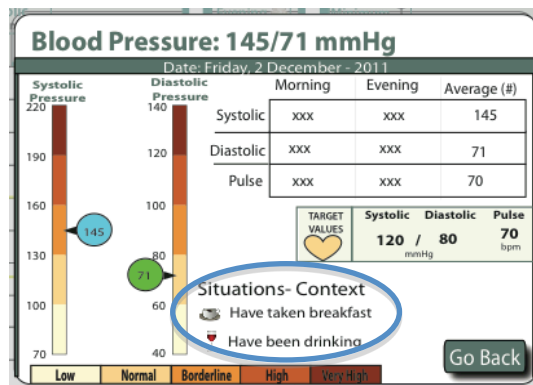 Blood Pressure: 145/71 mmHg
Date: Friday, 2 December - 2011
Systolic Pressure
Diastolic Pressure
Morning Evening Average (#)
Systolic xxx xxx 145
Diastolic xxx xxx 71
Pulse xxx xxx 70
220
190
160
130
100
70
145
140
120
100
80
60
40
71
TARGET VALUES
Systolic Diastolic Pulse
120 / 80 70
mmHg bpm
Situations- Context
Have taken breakfast
Have been drinking
Go Back
Low Normal Borderline High Very High